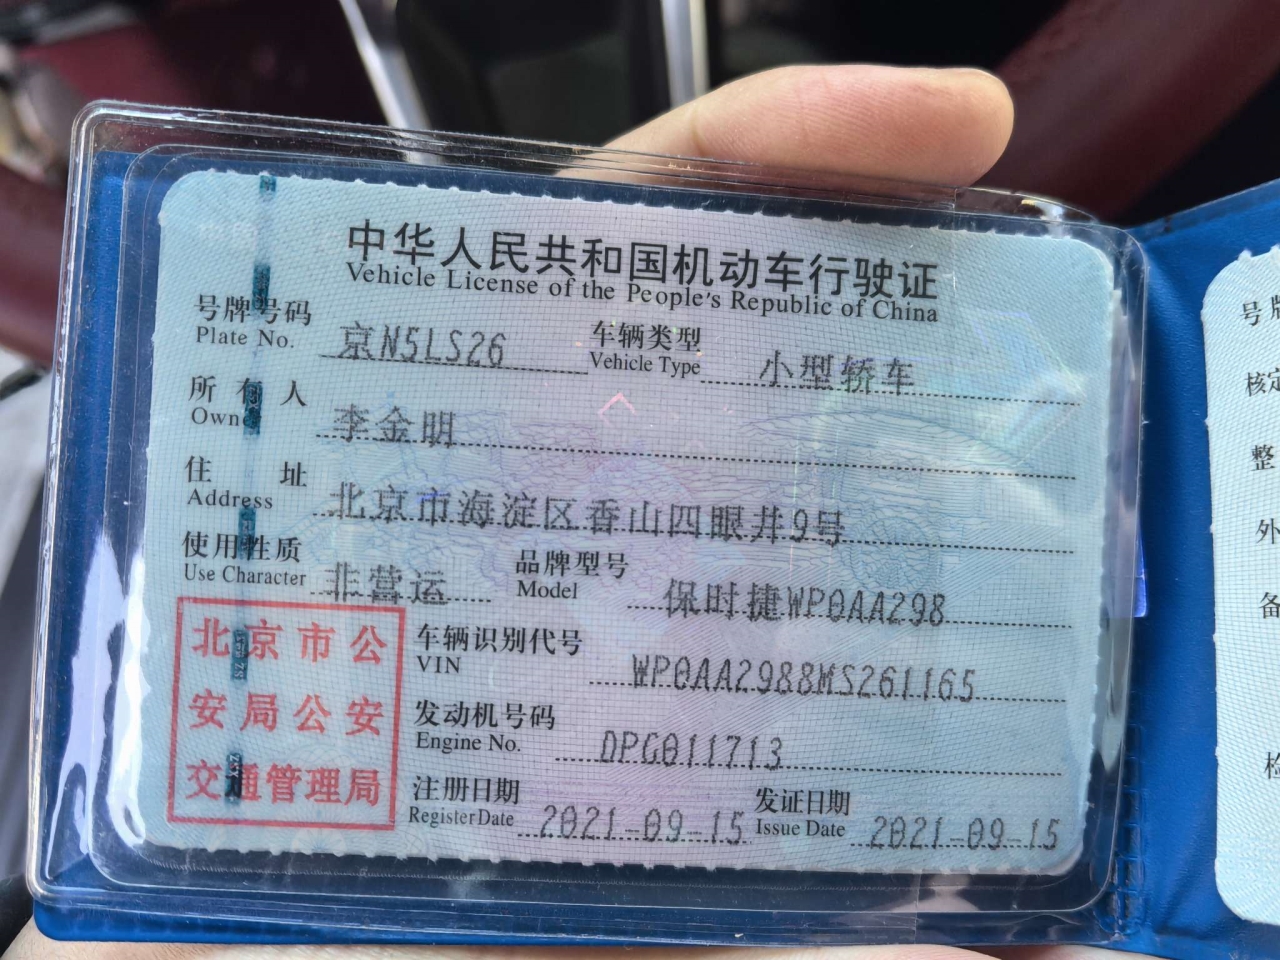 中华人民共和国机动车行驶证
Vehicle License of the People's Republic of China
号牌号码 京N5LS26 车辆类型 小型轿车
Plate No. Vehicle Type
所有人 李金明
Owner
住址 北京市海淀区香山四眼井9号
Address
使用性质 非营运 品牌型号 保时捷WP0AA298
Use Character Model
车辆识别代号 WP0AA2988MS261165
VIN
发动机号码 DPG011713
Engine No.
注册日期 2021-09-15 发证日期 2021-09-15
Register Date Issue Date
北京市公
安局公安
交通管理局
号牌
核定
整
外
备
检